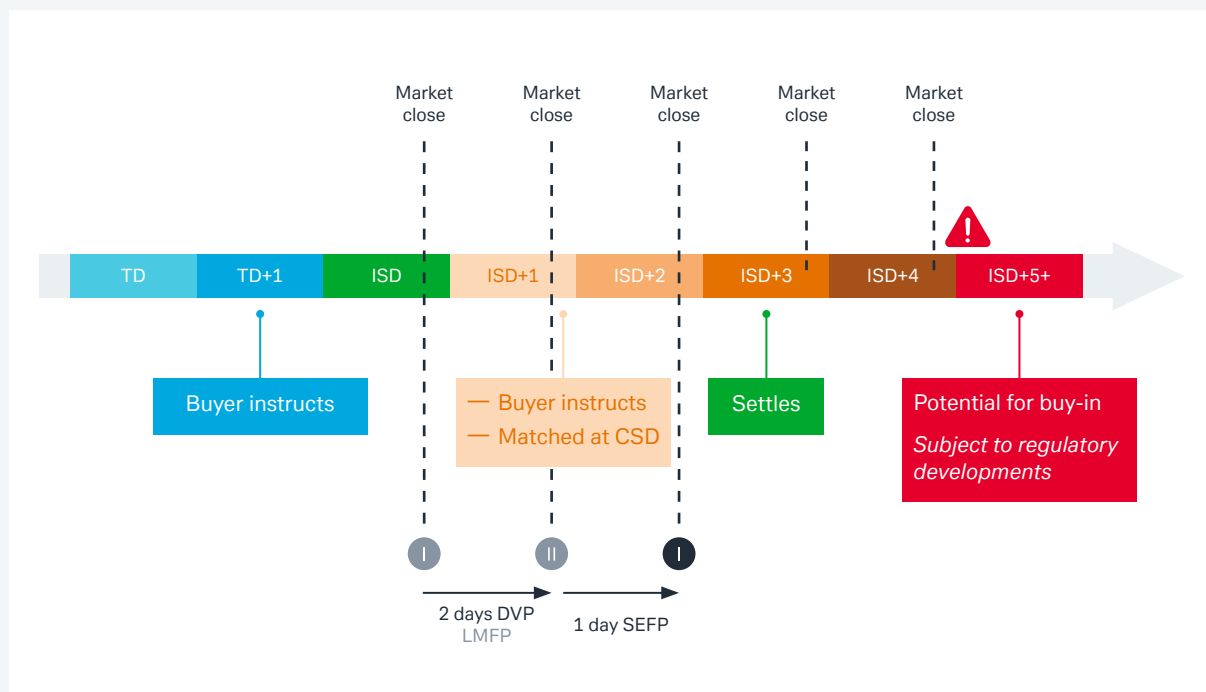 Market
close
Market
close
Market
close
Market
close
Market
close
TD
TD+1
ISD
ISD+1
ISD+2
ISD+3
ISD+4
ISD+5+
!
Buyer instructs
— Buyer instructs
— Matched at CSD
Settles
Potential for buy-in
Subject to regulatory
developments
I
II
I
2 days DVP
LMFP
1 day SEFP